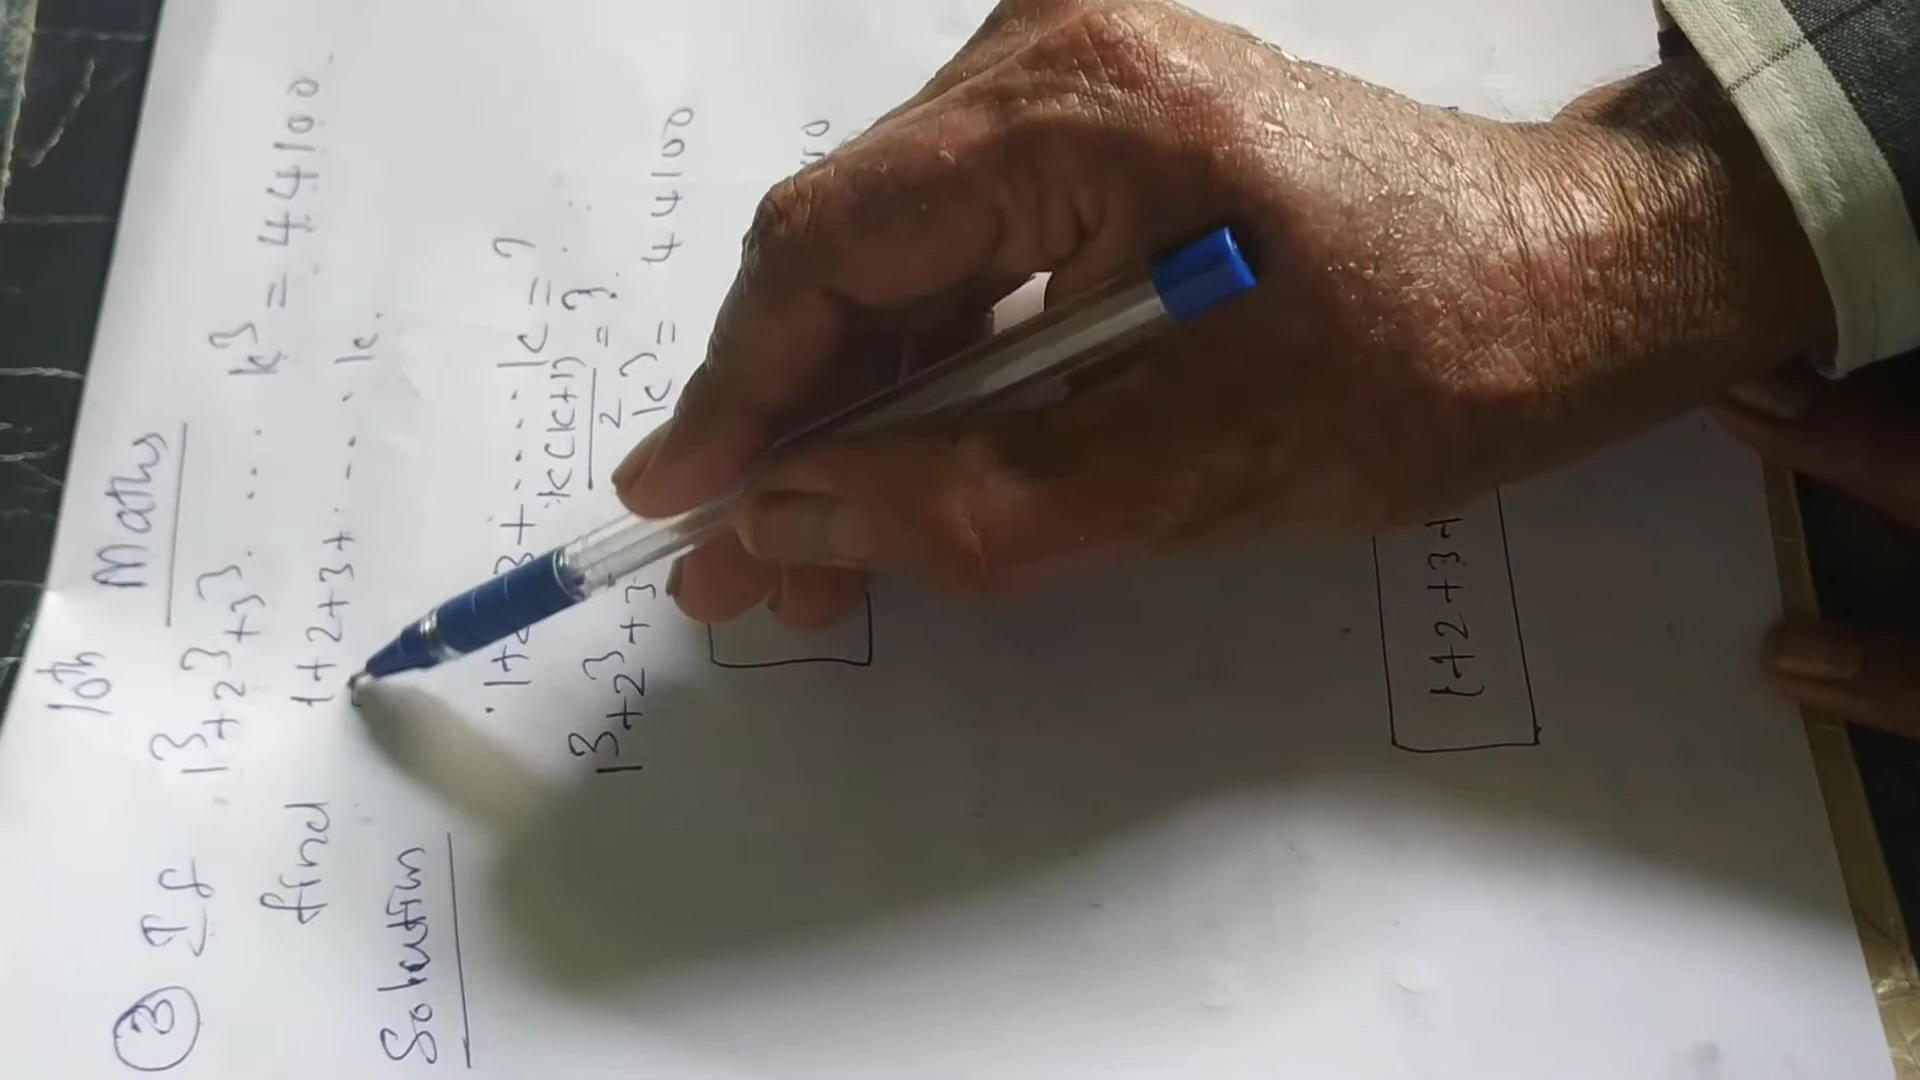 10th Maths
③ If 1³+2³+3³.... k³ = 44100
find 1+2+3+.... k.
Solution
1+2+3+....k = ?
k(k+1)/2 = ?
1³+2³+3 k³ = 44100
1+2+3+